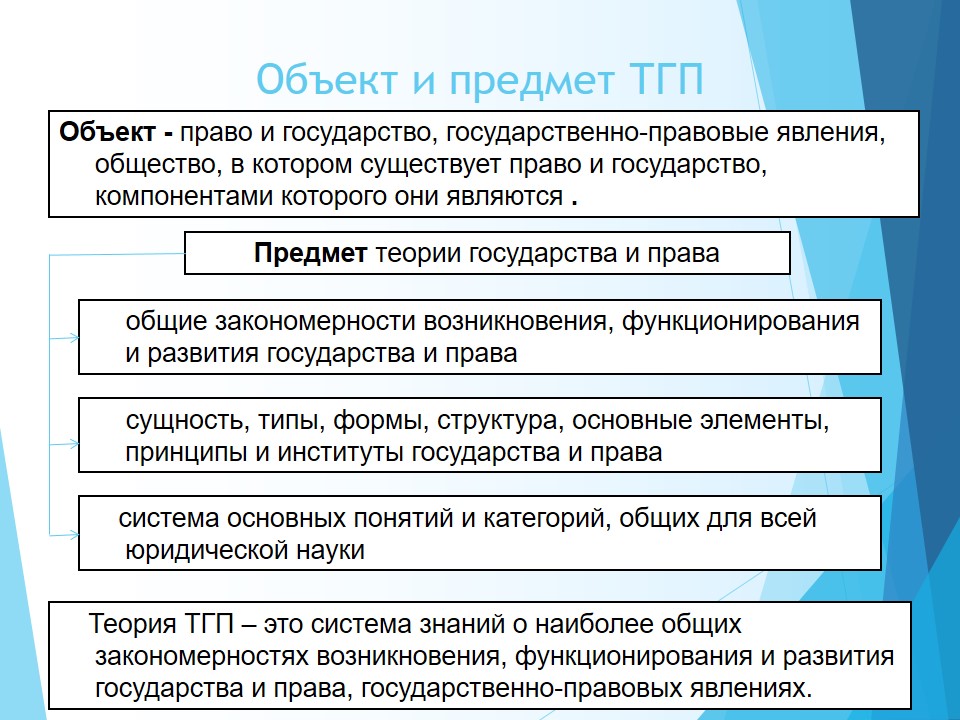 Объект и предмет ТГП
Объект - право и государство, государственно-правовые явления,
общество, в котором существует право и государство,
компонентами которого они являются .
Предмет теории государства и права
общие закономерности возникновения, функционирования
и развития государства и права
сущность, типы, формы, структура, основные элементы,
принципы и институты государства и права
система основных понятий и категорий, общих для всей
юридической науки
Теория ТГП – это система знаний о наиболее общих
закономерностях возникновения, функционирования и развития
государства и права, государственно-правовых явлениях.